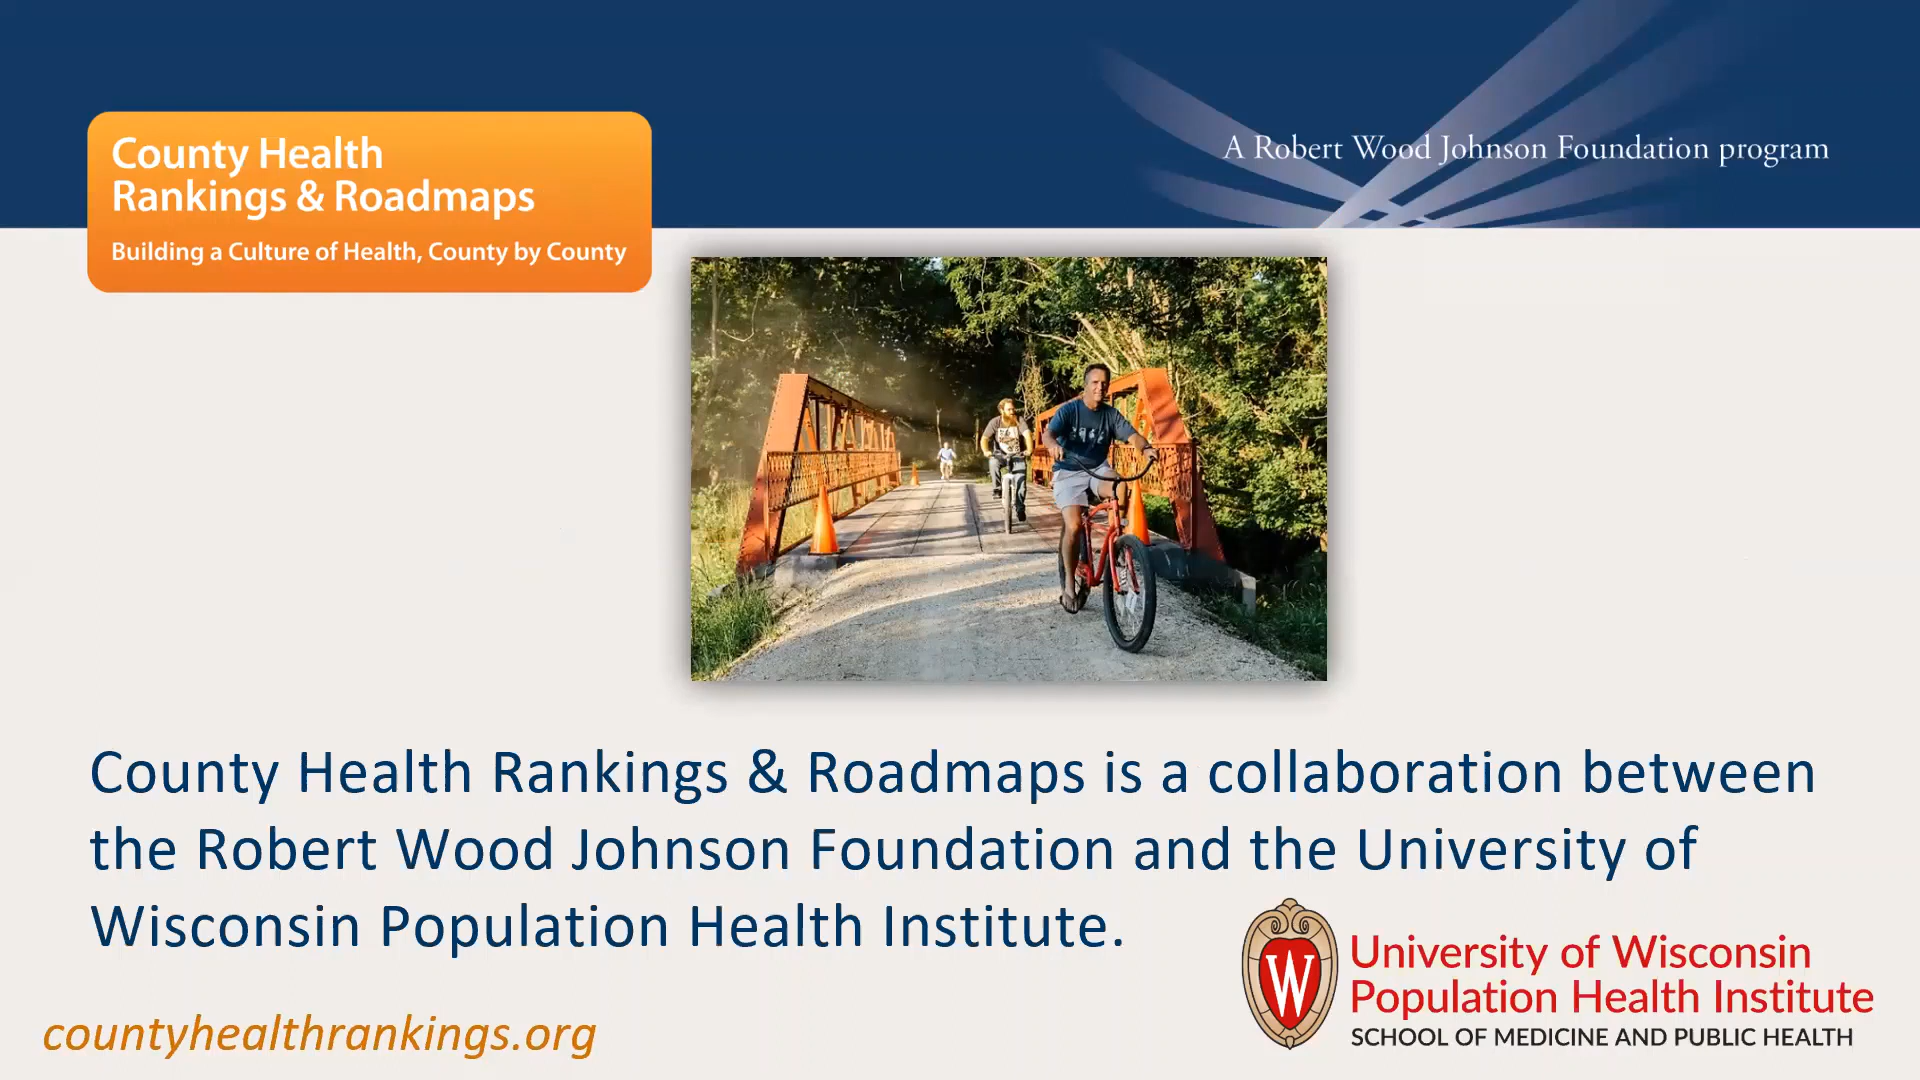 County Health
Rankings & Roadmaps
Building a Culture of Health, County by County
A Robert Wood Johnson Foundation program
County Health Rankings & Roadmaps is a collaboration between
the Robert Wood Johnson Foundation and the University of
Wisconsin Population Health Institute.
W
University of Wisconsin
Population Health Institute
SCHOOL OF MEDICINE AND PUBLIC HEALTH
countyhealthrankings.org